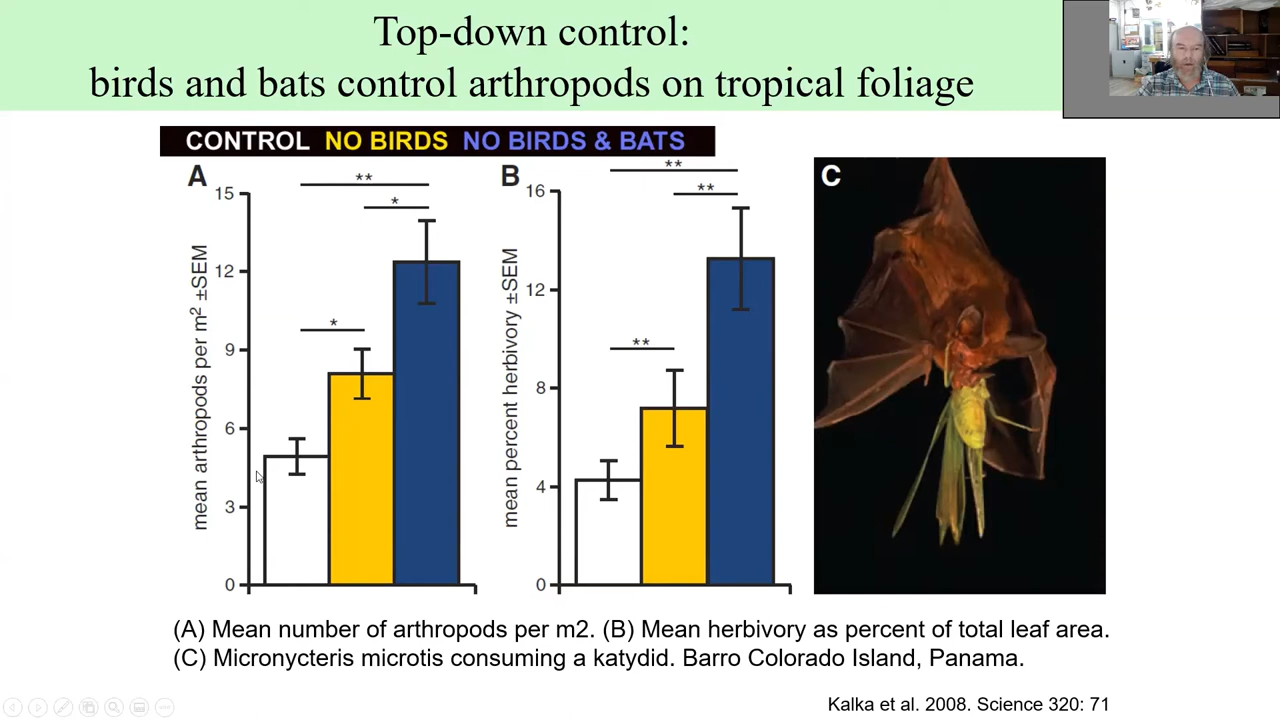 Top-down control:
birds and bats control arthropods on tropical foliage
CONTROL NO BIRDS NO BIRDS & BATS
A
**
*
*
15
12
9
6
3
0
mean arthropods per m2 ±SEM
B
**
**
**
16
12
8
4
0
mean percent herbivory ±SEM
C
(A) Mean number of arthropods per m2. (B) Mean herbivory as percent of total leaf area.
(C) Micronycteris microtis consuming a katydid. Barro Colorado Island, Panama.
Kalka et al. 2008. Science 320: 71